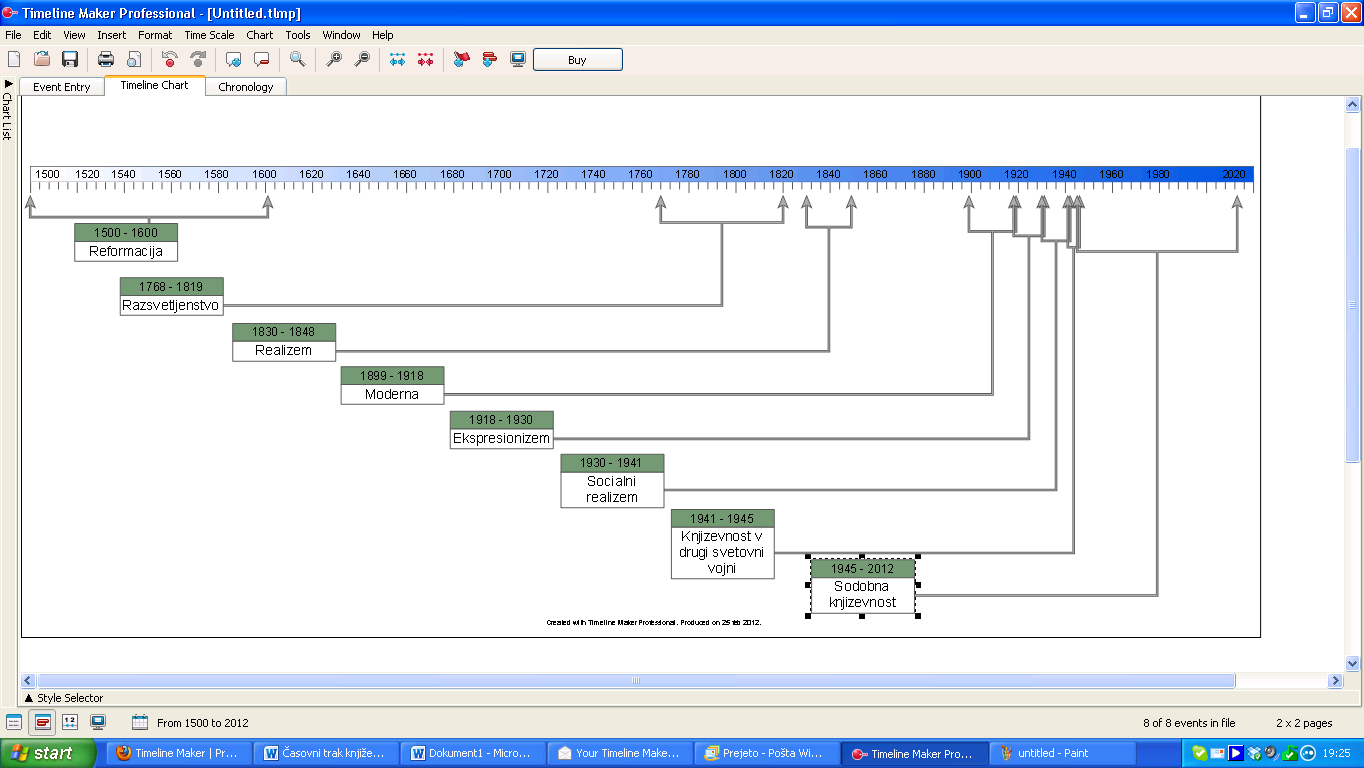 Timeline Maker Professional - [Untitled.tlmp]
File Edit View Insert Format Time Scale Chart Tools Window Help
Buy
Event Entry Timeline Chart Chronology
Chart List
1500 1520 1540 1560 1580 1600 1620 1640 1660 1680 1700 1720 1740 1760 1780 1800 1820 1840 1860 1880 1900 1920 1940 1960 1980 2020
1500 - 1600
Reformacija
1768 - 1819
Razsvetljenstvo
1830 - 1848
Realizem
1899 - 1918
Moderna
1918 - 1930
Ekspresionizem
1930 - 1941
Socialni
realizem
1941 - 1945
Knjizevnost v
drugi svetovni
vojni
1945 - 2012
Sodobna
knjizevnost
Created with Timeline Maker Professional. Produced on 25 feb 2012.
Style Selector
From 1500 to 2012 8 of 8 events in file 2 x 2 pages
start Timeline Maker | Pr... Časovni trak knjiže... Dokument1 - Micro... Your Timeline Make... Prejeto - Pošta Wi... Timeline Maker Pro... untitled - Paint 19:25